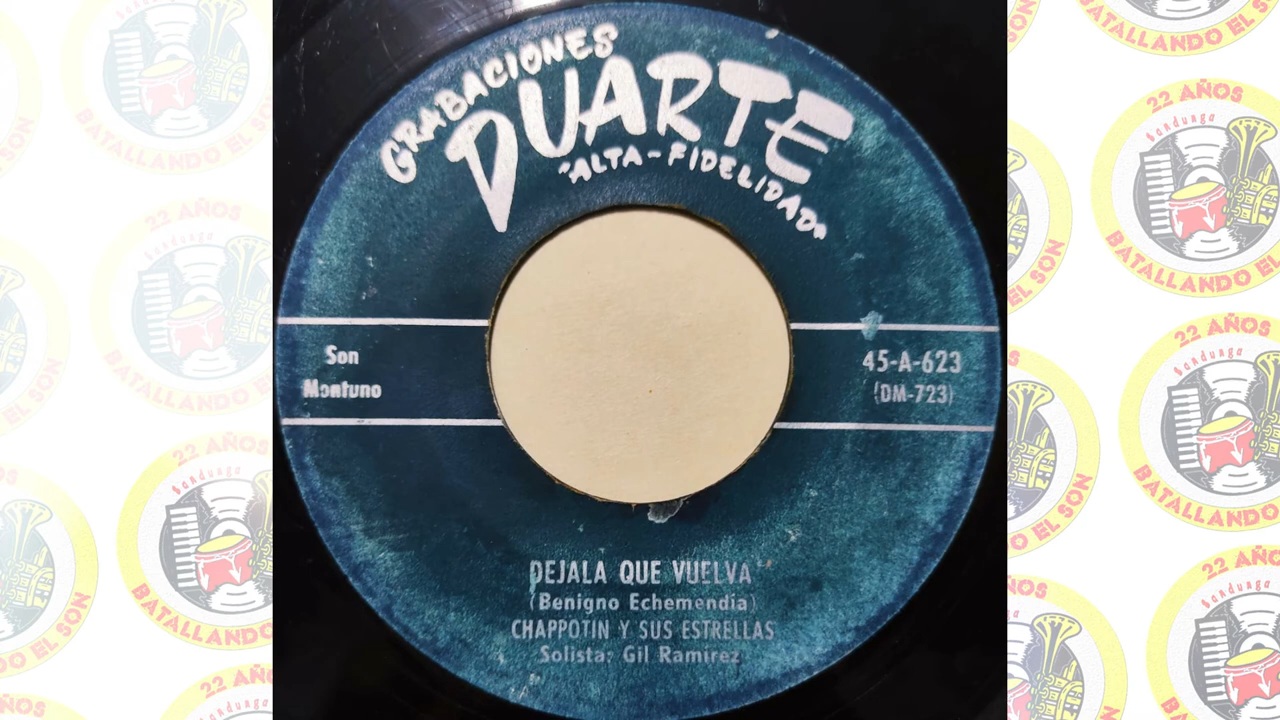 GRABACIONES
DUARTE
"ALTA-FIDELIDAD"
Son
Montuno
45-A-623
(DM-723)
DEJALA QUE VUELVA"
(Benigno Echemendia)
CHAPPOTIN Y SUS ESTRELLAS
Solista: Gil Ramirez
22 AÑOS
Sandunga
BATALLANDO EL SON